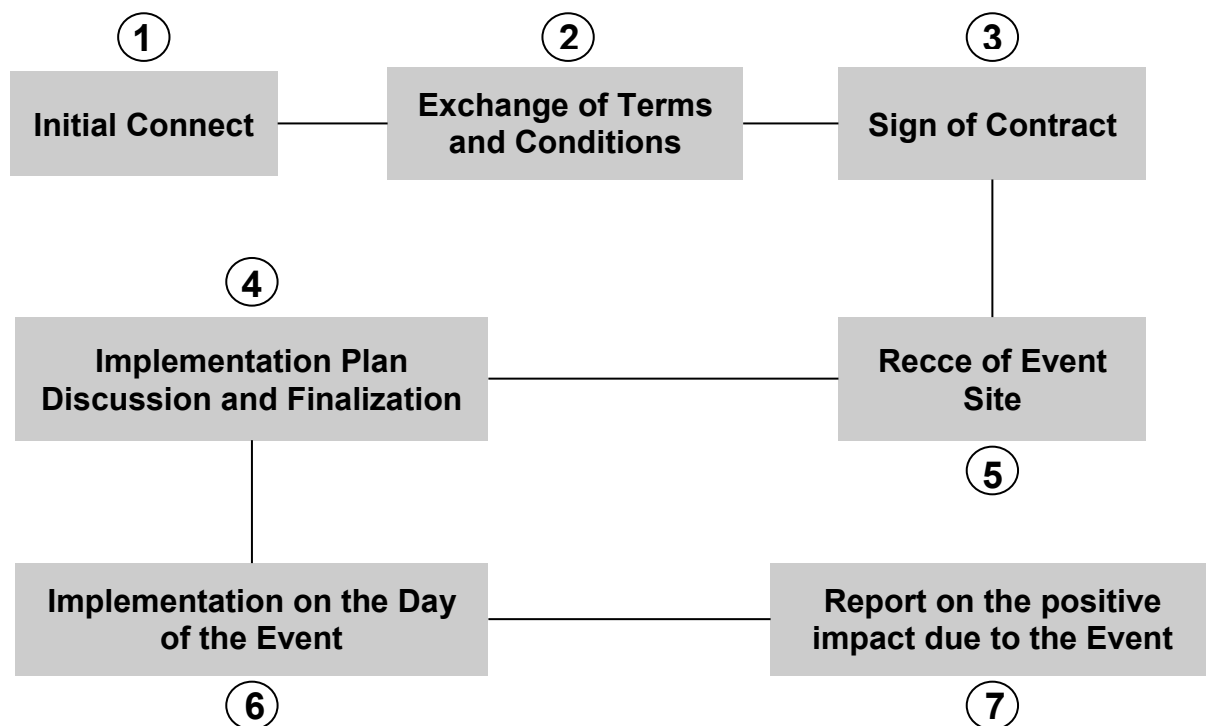 1
2
3
Initial Connect
Exchange of Terms
and Conditions
Sign of Contract
4
Implementation Plan
Discussion and Finalization
Recce of Event
Site
5
Implementation on the Day
of the Event
Report on the positive
impact due to the Event
6
7